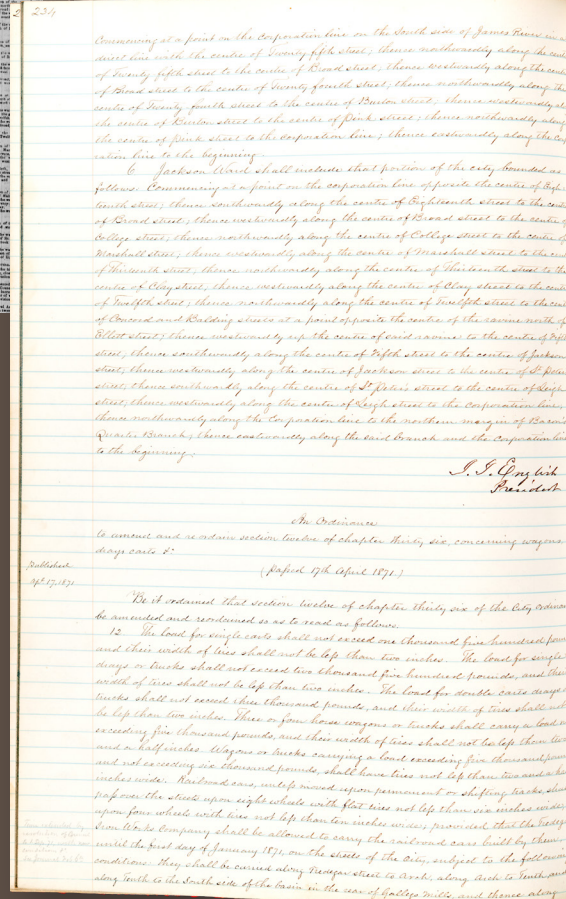 234
Commencing at a point on the corporation line on the South side of James River in a
direct line with the centre of Twenty fifth street; thence northwardly along the cent
of Twenty fifth street to the centre of Broad street, thence westwardly along the cent
of Broad street to the centre of Twenty fourth street; thence northwardly along the
centre of Twenty fourth street to the centre of Burton street; thence westwardly al
the centre of Burton street to the centre of Pink street; thence northwardly along
the centre of Pink street to the Corporation line; thence eastwardly along the Corp
ration line to the beginning.
6. Jackson Ward shall include that portion of the city bounded as
follows. Commencing at a point on the corporation line opposite the centre of Eigh
teenth street; thence southwardly along the centre of Eighteenth street to the cent
of Broad street; thence westwardly along the centre of Broad street to the centre of
College street; thence northwardly along the centre of College street to the centre of
Marshall street; thence westwardly along the centre of Marshall street to the cen
of Thirteenth street; thence northwardly along the centre of Thirteenth street to the
centre of Clay street; thence westwardly along the centre of Clay street to the cent
of Twelfth street; thence northwardly along the centre of Twelfth street to the cent
of Concord and Balding streets at a point opposite the centre of the ravine north of
Elliott street; thence westwardly up the centre of said ravine to the centre of Fifth
street, thence southwardly along the centre of Fifth street to the centre of Jackson
street; thence westwardly along the centre of Jackson street to the centre of St Peter
street, thence southwardly along the centre of St. Peter street to the centre of Leigh
street; thence westwardly along the centre of Leigh street to the Corporation line,
thence northwardly along the Corporation line to the northern margin of Bacon's
Quarter Branch; thence eastwardly along the said branch and the Corporation line
to the beginning.
J. J. English
President
An Ordinance
to amend and re ordain section twelve of chapter thirty six, concerning wagons
drays carts &c
Published
Apl. 17, 1871
(passed 17th April 1871.)
Be it ordained that section twelve of chapter thirty six of the City Ordinan
be amended and reordained so as to read as follows.
12. The load for single carts shall not exceed one thousand five hundred poun
and their width of tires shall not be less than two inches. The load for single
drays or trucks shall not exceed two thousand five hundred pounds, and their
width of tires shall not be less than two inches. The load for double carts drays o
trucks shall not exceed three thousand pounds, and their width of tires shall not
be less than two inches. Three or four horse wagons or trucks shall carry a load n
exceeding five thousand pounds, and their width of tires shall not be less than two
and a half inches. Wagons or trucks carrying a load exceeding five thousand poun
and not exceeding six thousand pounds, shall have tires not less than two and a ha
inches wide. Railroad cars, unless moved upon permanent or shifting tracks, shal
pass over the streets upon eight wheels with flat tires not less than six inches wide,
upon four wheels with tires not less than ten inches wide; provided that the Tredeg
Iron Works Company shall be allowed to carry the railroad cars built by them,
until the first day of January 1871, on the streets of the City, subject to the followin
conditions: they shall be carried along Tredegar street to Arch, along Arch to Tenth and
along Tenth to the South side of the basin in the rear of Gallego Mills, and thence along